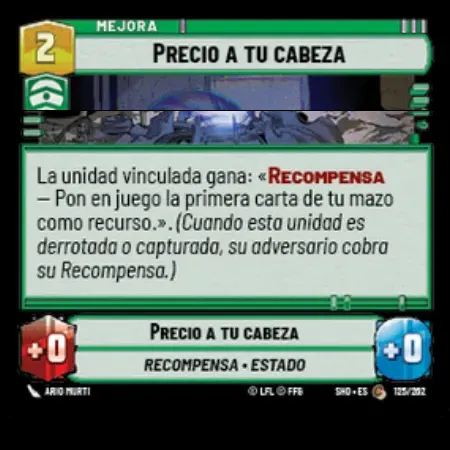 MEJORA
2
PRECIO A TU CABEZA
La unidad vinculada gana: «RECOMPENSA
– Pon en juego la primera carta de tu mazo
como recurso.». (Cuando esta unidad es
derrotada o capturada, su adversario cobra
su Recompensa.)
+0
PRECIO A TU CABEZA
+0
RECOMPENSA • ESTADO
ARIO MURTI
© LFL © FFG
SHD • ES
125/262